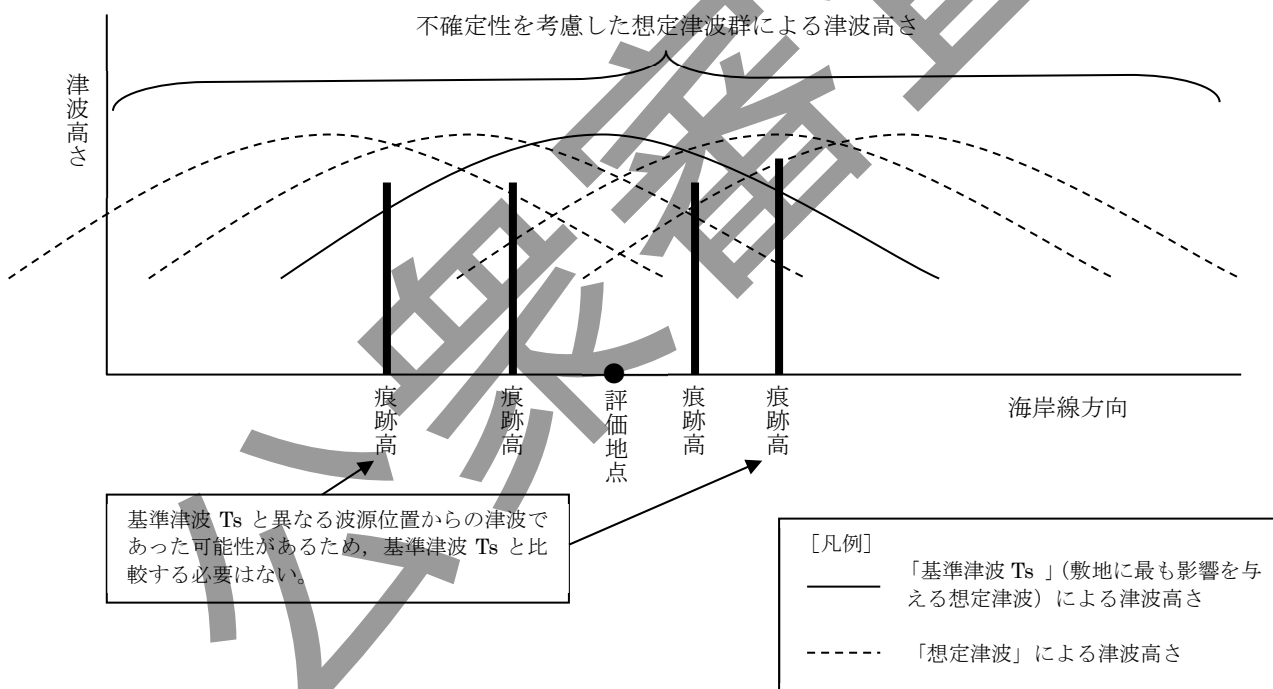 不確定性を考慮した想定津波群による津波高さ
津波高さ
痕跡高
痕跡高
評価地点
痕跡高
痕跡高
海岸線方向
基準津波 Ts と異なる波源位置からの津波で
あった可能性があるため，基準津波 Ts と比
較する必要はない。
［凡例］
「基準津波 Ts 」（敷地に最も影響を与
える想定津波）による津波高さ
「想定津波」による津波高さ
公衆審査